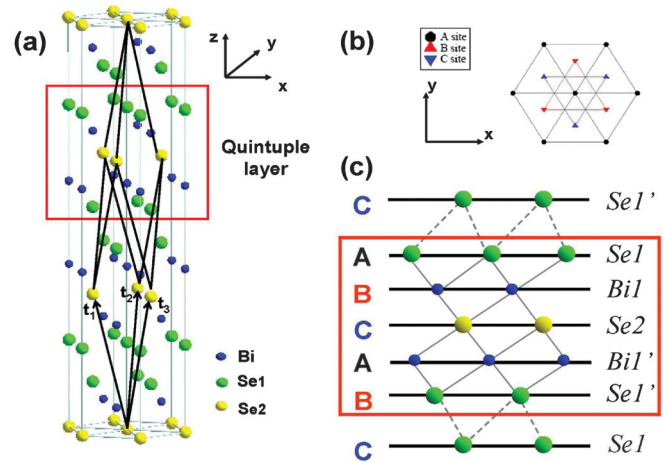 (a)
z
y
x
Quintuple
layer
t1
t2
t3
Bi
Se1
Se2
(b)
A site
B site
C site
y
x
(c)
C Se1'
A Se1
B Bi1
C Se2
A Bi1'
B Se1'
C Se1